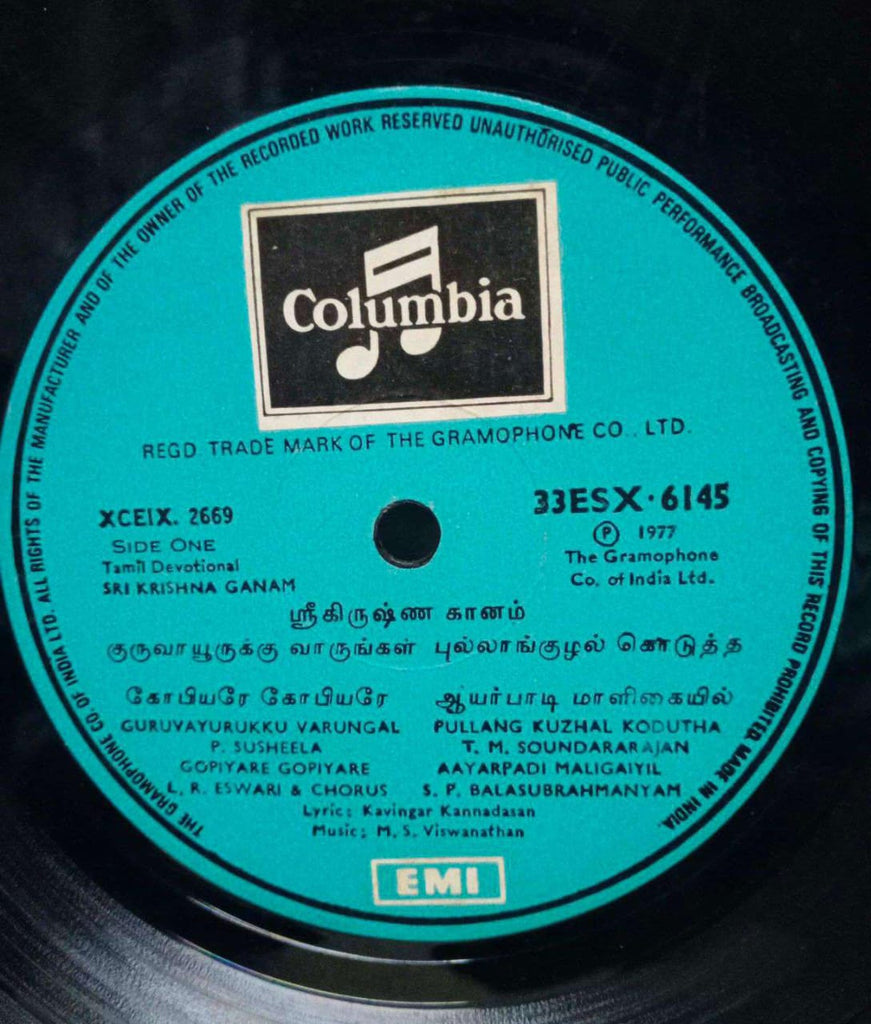 THE GRAMOPHONE CO. OF INDIA LTD. ALL RIGHTS OF THE MANUFACTURER AND OF THE OWNER OF THE RECORDED WORK RESERVED UNAUTHORISED PUBLIC PERFORMANCE BROADCASTING AND COPYING OF THIS RECORD PROHIBITED MADE IN INDIA.
Columbia
REGD. TRADE MARK OF THE GRAMOPHONE CO., LTD.
XCEIX. 2669
SIDE ONE
Tamil Devotional
SRI KRISHNA GANAM
33ESX·6145
Ⓟ 1977
The Gramophone
Co. of India Ltd.
ஸ்ரீகிருஷ்ண கானம்
குருவாயூருக்கு வாருங்கள் புல்லாங்குழல் கொடுத்த
கோபியரே கோபியரே ஆயர்பாடி மாளிகையில்
GURUVAYURUKKU VARUNGAL PULLANG KUZHAL KODUTHA
P. SUSHEELA T. M. SOUNDARARAJAN
GOPIYARE GOPIYARE AAYARPADI MALIGAIYIL
L. R. ESWARI & CHORUS S. P. BALASUBRAHMANYAM
Lyric: Kavingar Kannadasan
Music: M. S. Viswanathan
EMI